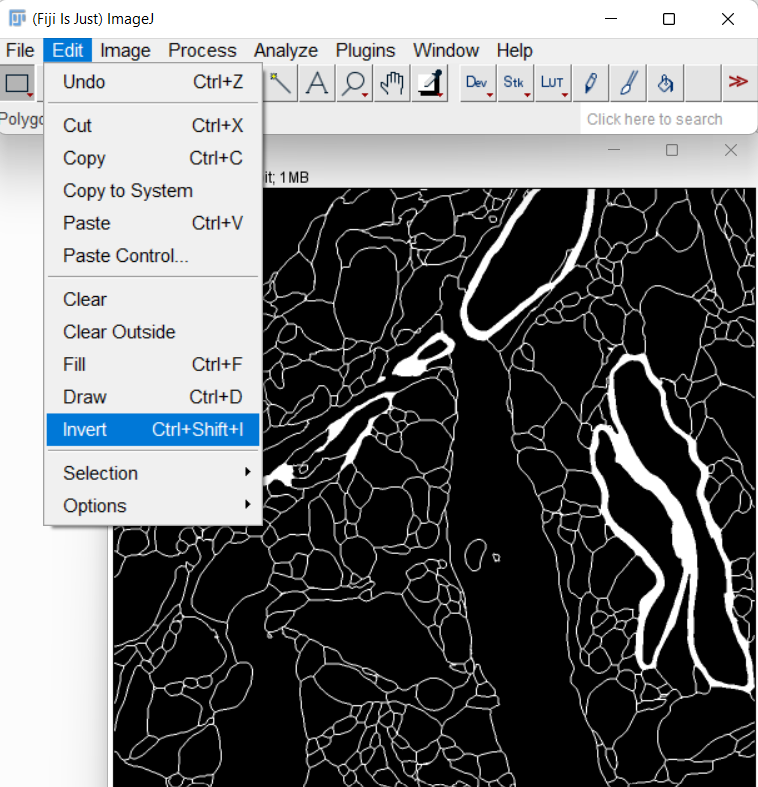 (Fiji Is Just) ImageJ
File Edit Image Process Analyze Plugins Window Help
A Dev Stk LUT
Click here to search
Undo Ctrl+Z
Cut Ctrl+X
Copy Ctrl+C
Copy to System
Paste Ctrl+V
Paste Control...
Clear
Clear Outside
Fill Ctrl+F
Draw Ctrl+D
Invert Ctrl+Shift+I
Selection
Options
1MB